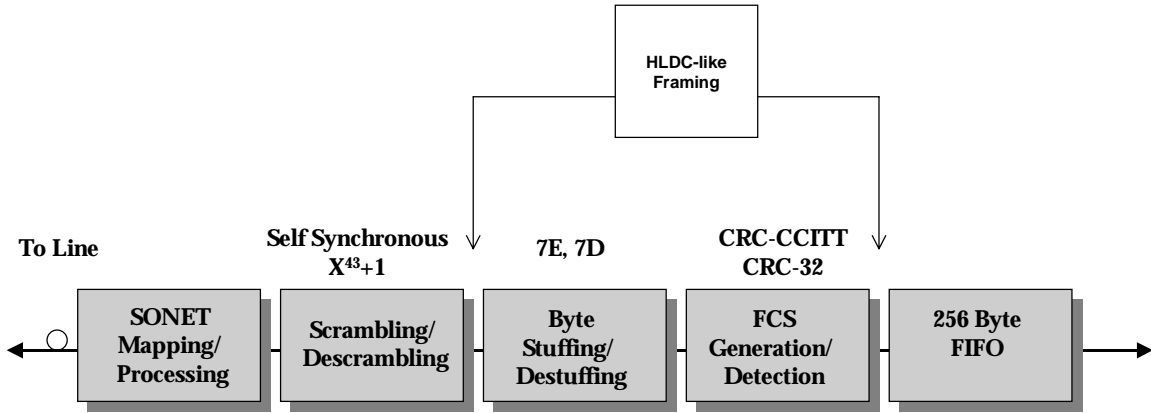 HLDC-like
Framing
To Line
Self Synchronous
X⁴³+1
7E, 7D
CRC-CCITT
CRC-32
SONET
Mapping/
Processing
Scrambling/
Descrambling
Byte
Stuffing/
Destuffing
FCS
Generation/
Detection
256 Byte
FIFO